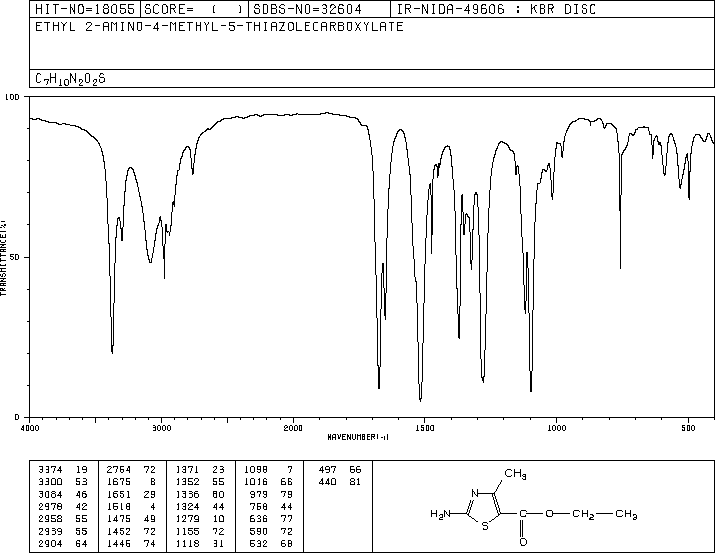 HIT-NO=18055 SCORE= ( ) SDBS-NO=32604 IR-NIDA-49606 : KBR DISC
ETHYL 2-AMINO-4-METHYL-5-THIAZOLECARBOXYLATE
C7H10N2O2S
100
50
0
TRANSMITTANCE(%)
4000 3000 2000 1500 1000 500
WAVENUMBER(-1)
3374 19 2764 72 1371 23 1098 7 497 66
3300 53 1675 8 1352 55 1016 66 440 81
3084 46 1651 29 1336 60 979 79
2978 42 1518 4 1324 44 758 44
2958 55 1475 49 1279 10 636 77
2939 55 1452 72 1155 72 590 72
2904 64 1446 74 1118 31 532 68
CH3
N
H2N
S
C
O
CH2
CH3
O